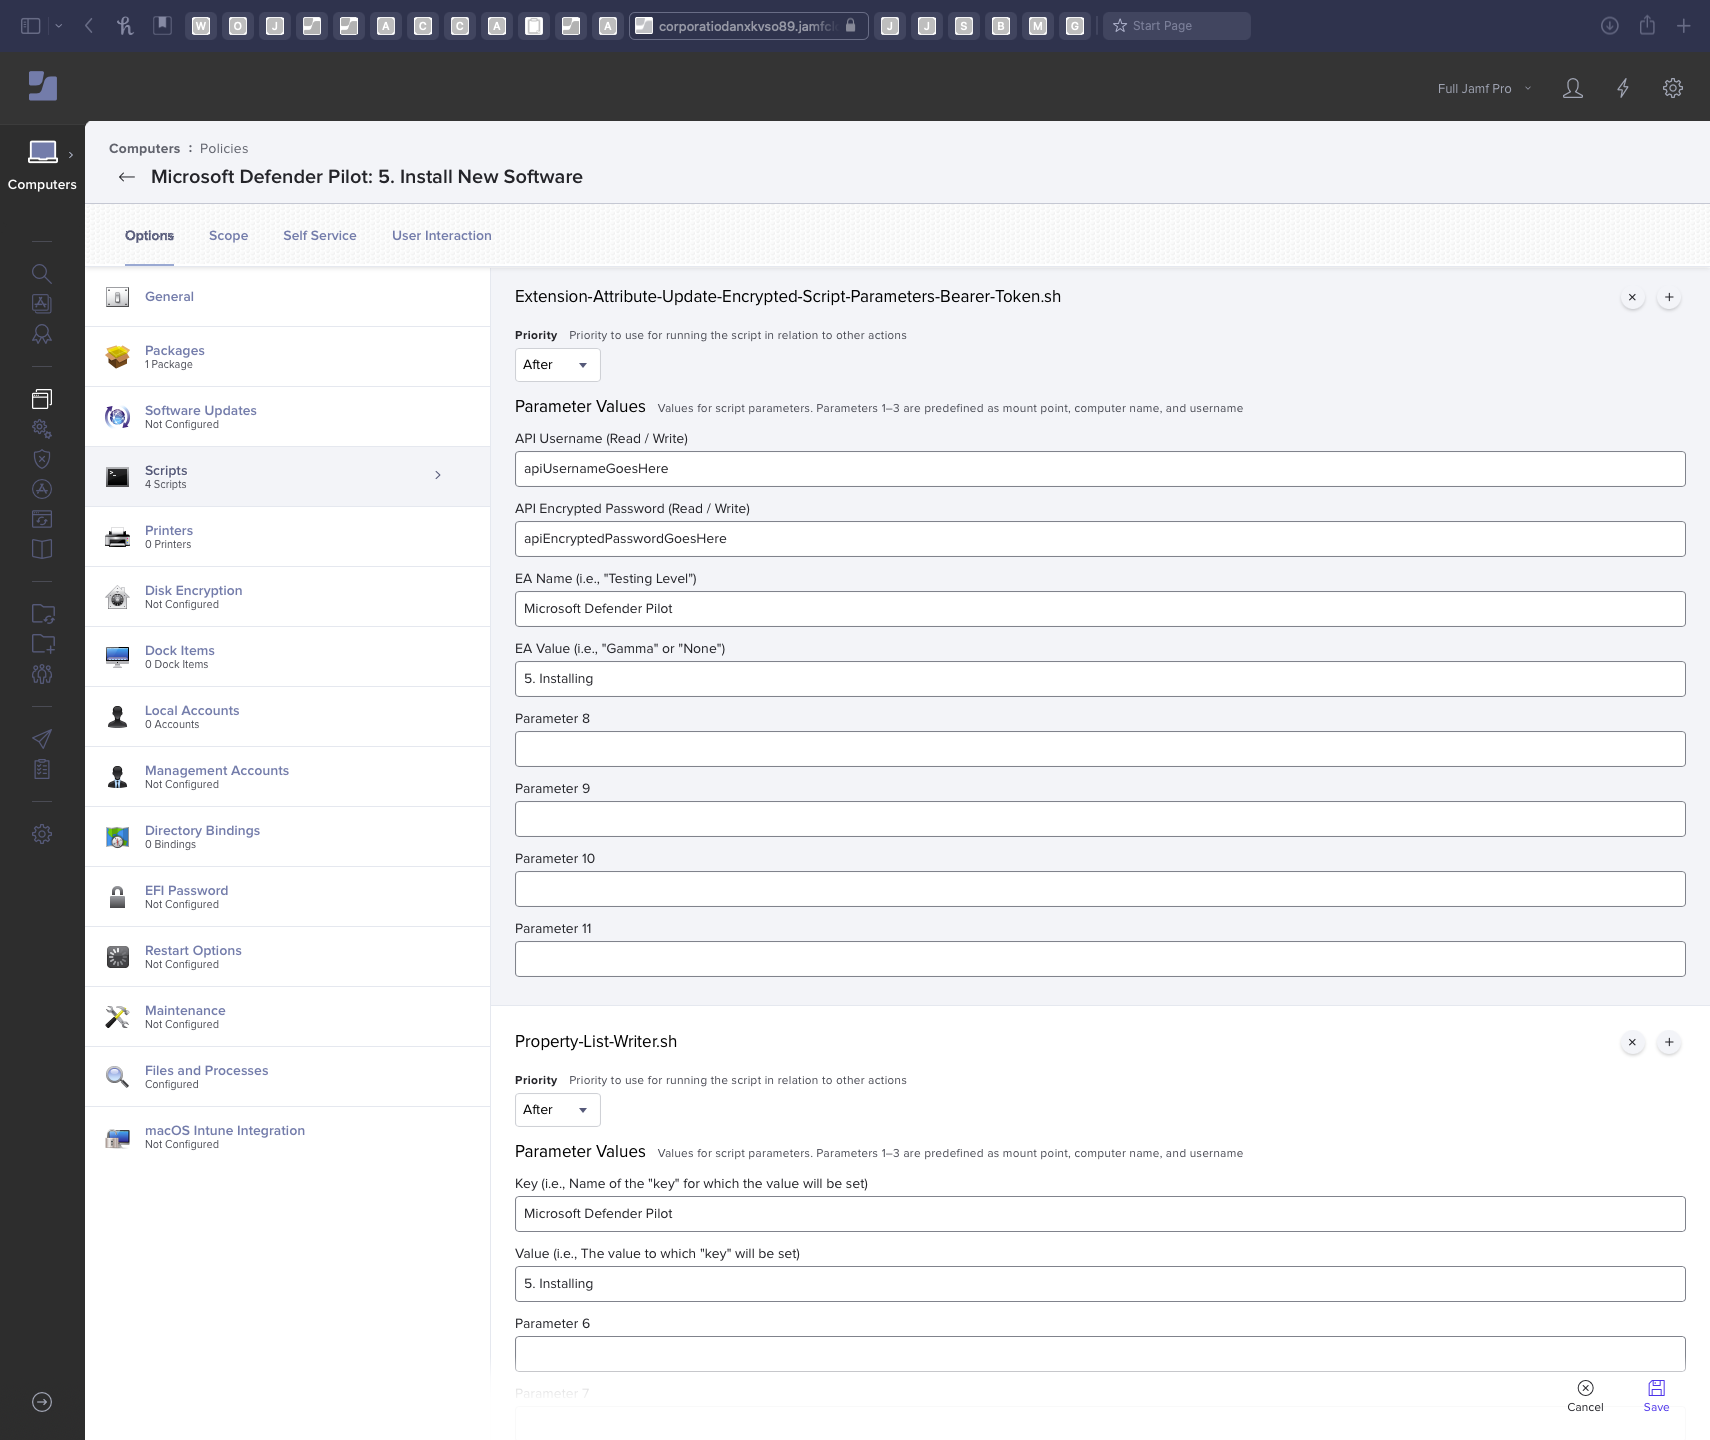 W
O
J
A
C
C
A
A
corporatiodanxkvso89.jamfcl
J
J
S
B
M
G
Start Page
Full Jamf Pro
Computers
Computers : Policies
Microsoft Defender Pilot: 5. Install New Software
Options
Scope
Self Service
User Interaction
General
Packages
1 Package
Software Updates
Not Configured
Scripts
4 Scripts
Printers
0 Printers
Disk Encryption
Not Configured
Dock Items
0 Dock Items
Local Accounts
0 Accounts
Management Accounts
Not Configured
Directory Bindings
0 Bindings
EFI Password
Not Configured
Restart Options
Not Configured
Maintenance
Not Configured
Files and Processes
Configured
macOS Intune Integration
Not Configured
Extension-Attribute-Update-Encrypted-Script-Parameters-Bearer-Token.sh
Priority Priority to use for running the script in relation to other actions
After
Parameter Values Values for script parameters. Parameters 1–3 are predefined as mount point, computer name, and username
API Username (Read / Write)
apiUsernameGoesHere
API Encrypted Password (Read / Write)
apiEncryptedPasswordGoesHere
EA Name (i.e., "Testing Level")
Microsoft Defender Pilot
EA Value (i.e., "Gamma" or "None")
5. Installing
Parameter 8
Parameter 9
Parameter 10
Parameter 11
Property-List-Writer.sh
Priority Priority to use for running the script in relation to other actions
After
Parameter Values Values for script parameters. Parameters 1–3 are predefined as mount point, computer name, and username
Key (i.e., Name of the "key" for which the value will be set)
Microsoft Defender Pilot
Value (i.e., The value to which "key" will be set)
5. Installing
Parameter 6
Parameter 7
Cancel
Save